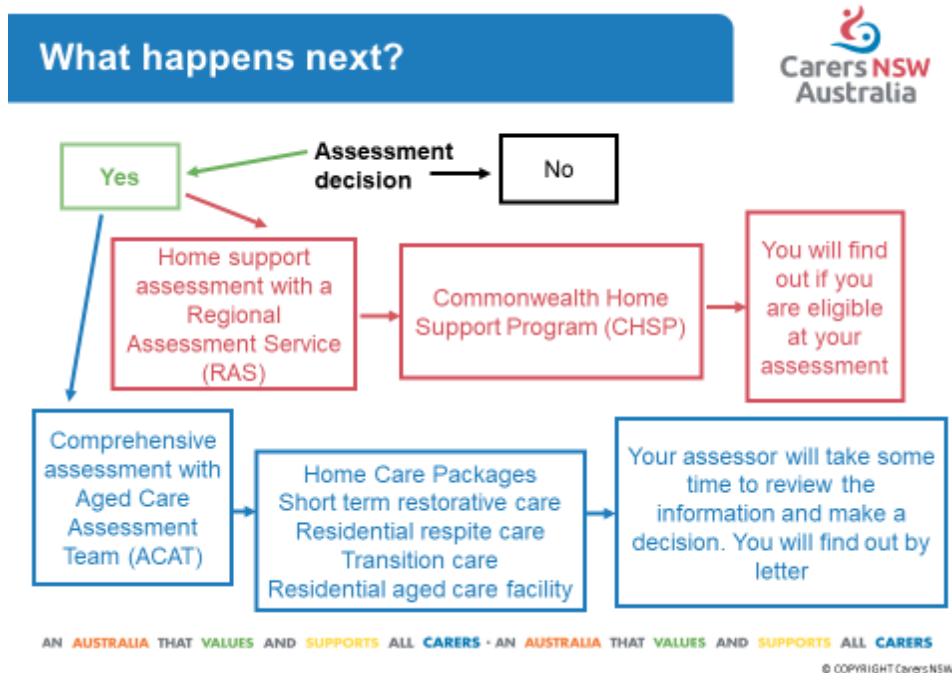 What happens next?
Carers NSW
Australia
Assessment
decision
Yes
No
Home support
assessment with a
Regional
Assessment Service
(RAS)
Commonwealth Home
Support Program (CHSP)
You will find
out if you
are eligible
at your
assessment
Comprehensive
assessment with
Aged Care
Assessment
Team (ACAT)
Home Care Packages
Short term restorative care
Residential respite care
Transition care
Residential aged care facility
Your assessor will take some
time to review the
information and make a
decision. You will find out by
letter
AN AUSTRALIA THAT VALUES AND SUPPORTS ALL CARERS · AN AUSTRALIA THAT VALUES AND SUPPORTS ALL CARERS
© COPYRIGHT Carers NSW